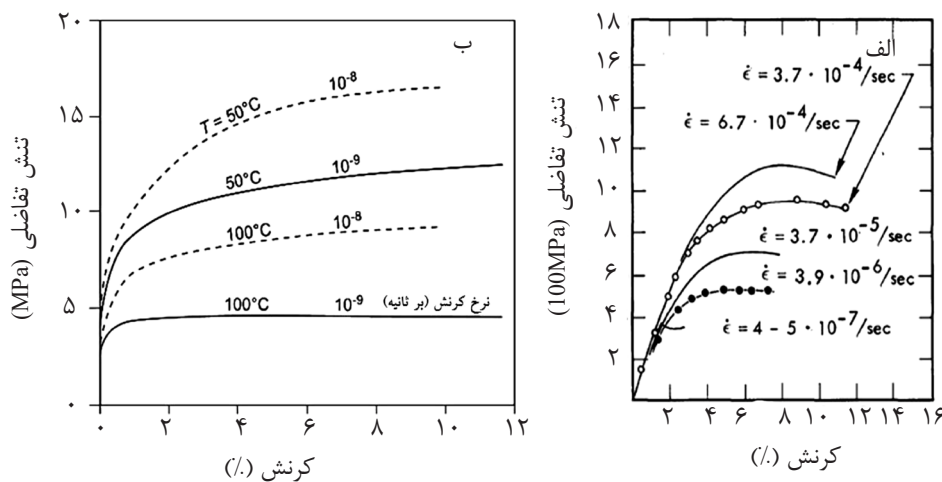 ب
۲۰
۱۵
۱۰
۵
۰
تنش تفاضلی (MPa)
T = 50°C 10⁻⁸
50°C 10⁻⁹
100°C 10⁻⁸
100°C 10⁻⁹ نرخ کرنش (بر ثانیه)
۰ ۲ ۴ ۶ ۸ ۱۰ ۱۲
کرنش (٪)
الف
۱۸
۱۶
۱۴
۱۲
۱۰
۸
۶
۴
۲
تنش تفاضلی (100MPa)
ε̇ = 3.7 · 10⁻⁴/sec
ε̇ = 6.7 · 10⁻⁴/sec
ε̇ = 3.7 · 10⁻⁵/sec
ε̇ = 3.9 · 10⁻⁶/sec
ε̇ = 4 – 5 · 10⁻⁷/sec
۲ ۴ ۶ ۸ ۱۰ ۱۲ ۱۴ ۱۶
کرنش (٪)